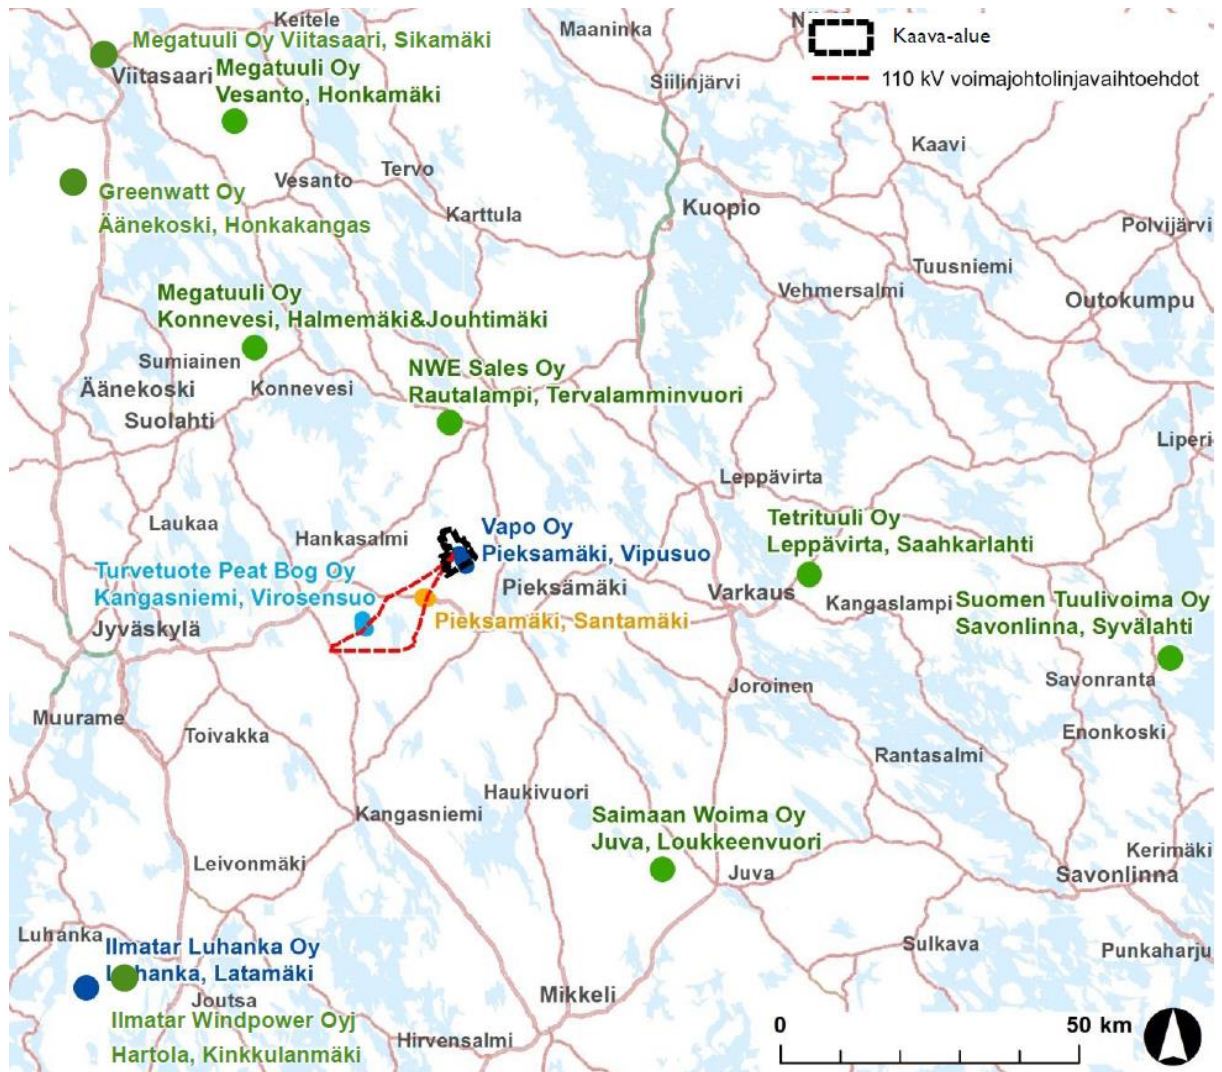 Keitele
Megatuuli Oy Viitasaari, Sikamäki
Maaninka
Kaava-alue
Viitasaari
Megatuuli Oy
Vesanto, Honkamäki
Siilinjärvi
110 kV voimajohtolinjavaihtoehdot
Kaavi
Tervo
Vesanto
Greenwatt Oy
Äänekoski, Honkakangas
Karttula
Kuopio
Polvijärvi
Tuusniemi
Megatuuli Oy
Konnevesi, Halmemäki&Jouhtimäki
Vehmersalmi
Outokumpu
Sumiainen
Äänekoski
Konnevesi
Suolahti
NWE Sales Oy
Rautalampi, Tervalamminvuori
Liperi
Leppävirta
Laukaa
Hankasalmi
Vapo Oy
Pieksamäki, Vipusuo
Tetrituuli Oy
Leppävirta, Saahkarlahti
Turvetuote Peat Bog Oy
Kangasniemi, Virosensuo
Pieksämäki
Varkaus
Kangaslampi
Suomen Tuulivoima Oy
Savonlinna, Syvälahti
Jyväskylä
Pieksamäki, Santamäki
Joroinen
Savonranta
Muurame
Toivakka
Enonkoski
Rantasalmi
Haukivuori
Kangasniemi
Saimaan Woima Oy
Juva, Loukkeenvuori
Leivonmäki
Juva
Kerimäki
Savonlinna
Luhanka
Ilmatar Luhanka Oy
Luhanka, Latamäki
Sulkava
Punkaharju
Joutsa
Mikkeli
Ilmatar Windpower Oyj
Hartola, Kinkkulanmäki
Hirvensalmi
0 50 km